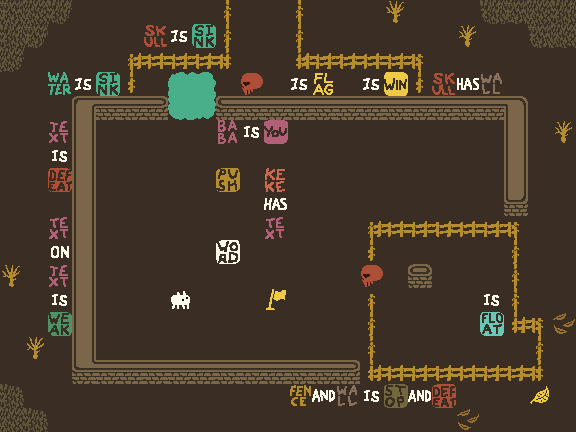 SKULL IS SINK
WATER IS SINK IS FLAG IS WIN SKULL HAS WALL
TEXT BABA IS YOU
IS
DEFEAT PUSH KEKE
HAS
TEXT TEXT
ON WORD
TEXT
IS IS
WEAK FLOAT
FENCE AND WALL IS STOP AND DEFEAT